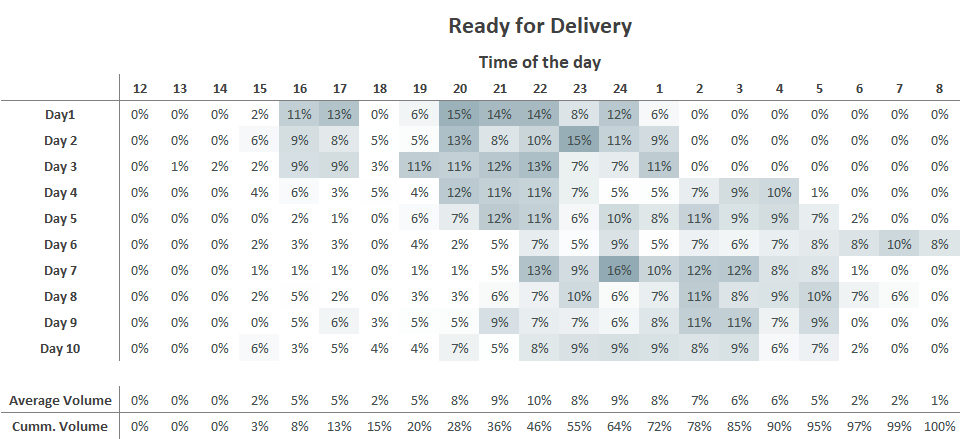 Ready for Delivery
Time of the day
12 13 14 15 16 17 18 19 20 21 22 23 24 1 2 3 4 5 6 7 8
Day1 0% 0% 0% 2% 11% 13% 0% 6% 15% 14% 14% 8% 12% 6% 0% 0% 0% 0% 0% 0% 0%
Day 2 0% 0% 0% 6% 9% 8% 5% 5% 13% 8% 10% 15% 11% 9% 0% 0% 0% 0% 0% 0% 0%
Day 3 0% 1% 2% 2% 9% 9% 3% 11% 11% 12% 13% 7% 7% 11% 0% 0% 0% 0% 0% 0% 0%
Day 4 0% 0% 0% 4% 6% 3% 5% 4% 12% 11% 11% 7% 5% 5% 7% 9% 10% 1% 0% 0% 0%
Day 5 0% 0% 0% 0% 2% 1% 0% 6% 7% 12% 11% 6% 10% 8% 11% 9% 9% 7% 2% 0% 0%
Day 6 0% 0% 0% 2% 3% 3% 0% 4% 2% 5% 7% 5% 9% 5% 7% 6% 7% 8% 8% 10% 8%
Day 7 0% 0% 0% 1% 1% 1% 0% 1% 1% 5% 13% 9% 16% 10% 12% 12% 8% 8% 1% 0% 0%
Day 8 0% 0% 0% 2% 5% 2% 0% 3% 3% 6% 7% 10% 6% 7% 11% 8% 9% 10% 7% 6% 0%
Day 9 0% 0% 0% 0% 5% 6% 3% 5% 5% 9% 7% 7% 6% 8% 11% 11% 7% 9% 0% 0% 0%
Day 10 0% 0% 0% 6% 3% 5% 4% 4% 7% 5% 8% 9% 9% 9% 8% 9% 6% 7% 2% 0% 0%
Average Volume 0% 0% 0% 2% 5% 5% 2% 5% 8% 9% 10% 8% 9% 8% 7% 6% 6% 5% 2% 2% 1%
Cumm. Volume 0% 0% 0% 3% 8% 13% 15% 20% 28% 36% 46% 55% 64% 72% 78% 85% 90% 95% 97% 99% 100%